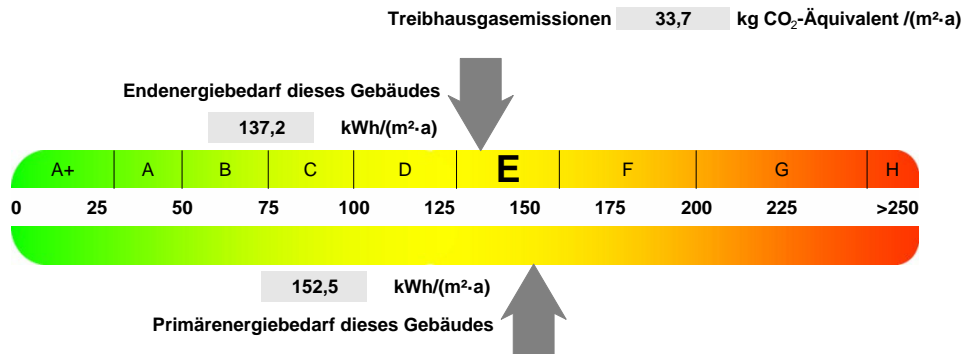 Treibhausgasemissionen 33,7 kg CO₂-Äquivalent /(m²·a)
Endenergiebedarf dieses Gebäudes
137,2 kWh/(m²·a)
A+ A B C D E F G H
0 25 50 75 100 125 150 175 200 225 >250
152,5 kWh/(m²·a)
Primärenergiebedarf dieses Gebäudes